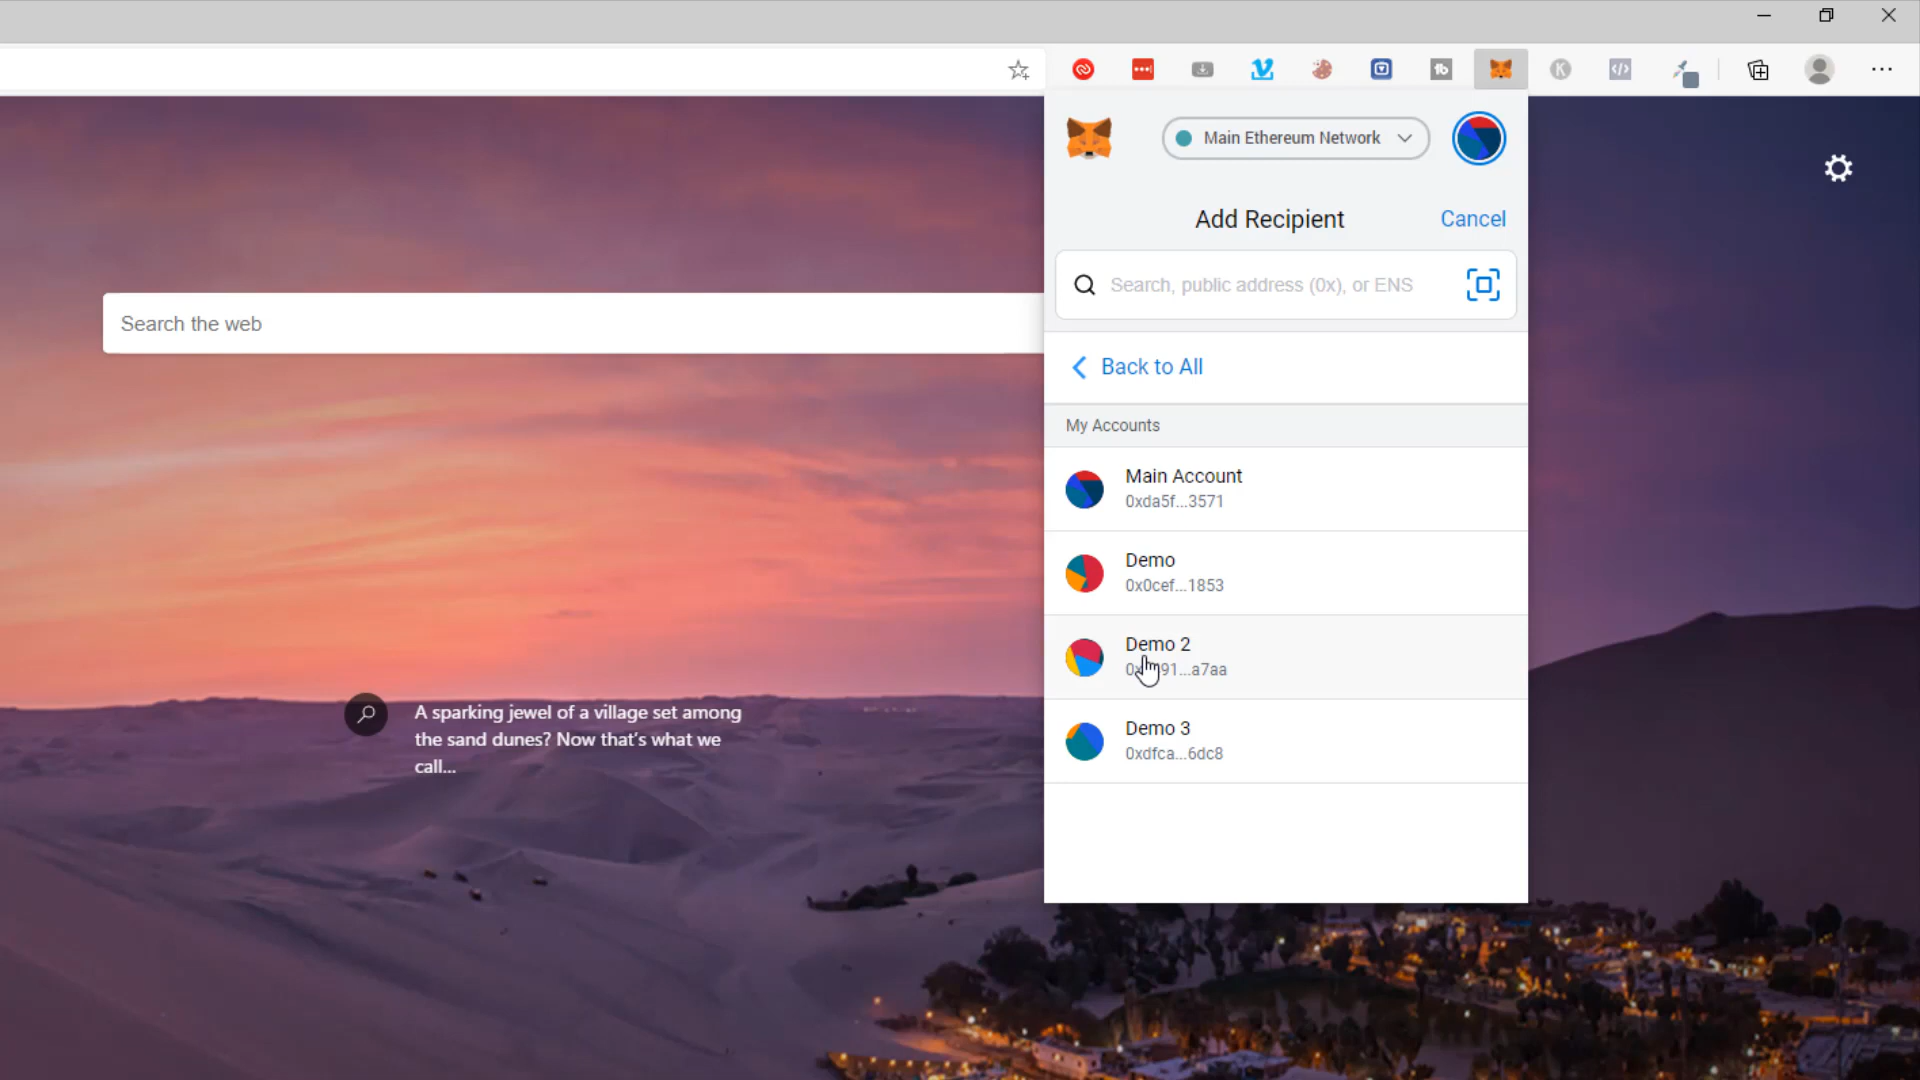 Main Ethereum Network
Add Recipient
Cancel
Search, public address (0x), or ENS
Search the web
Back to All
My Accounts
Main Account
0xda5f...3571
Demo
0x0cef...1853
Demo 2
91...a7aa
A sparking jewel of a village set among
the sand dunes? Now that's what we
call...
Demo 3
0xdfca...6dc8